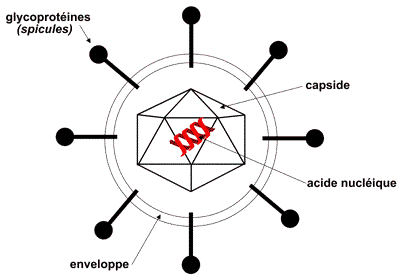 glycoprotéines
(spicules)
capside
acide nucléique
enveloppe